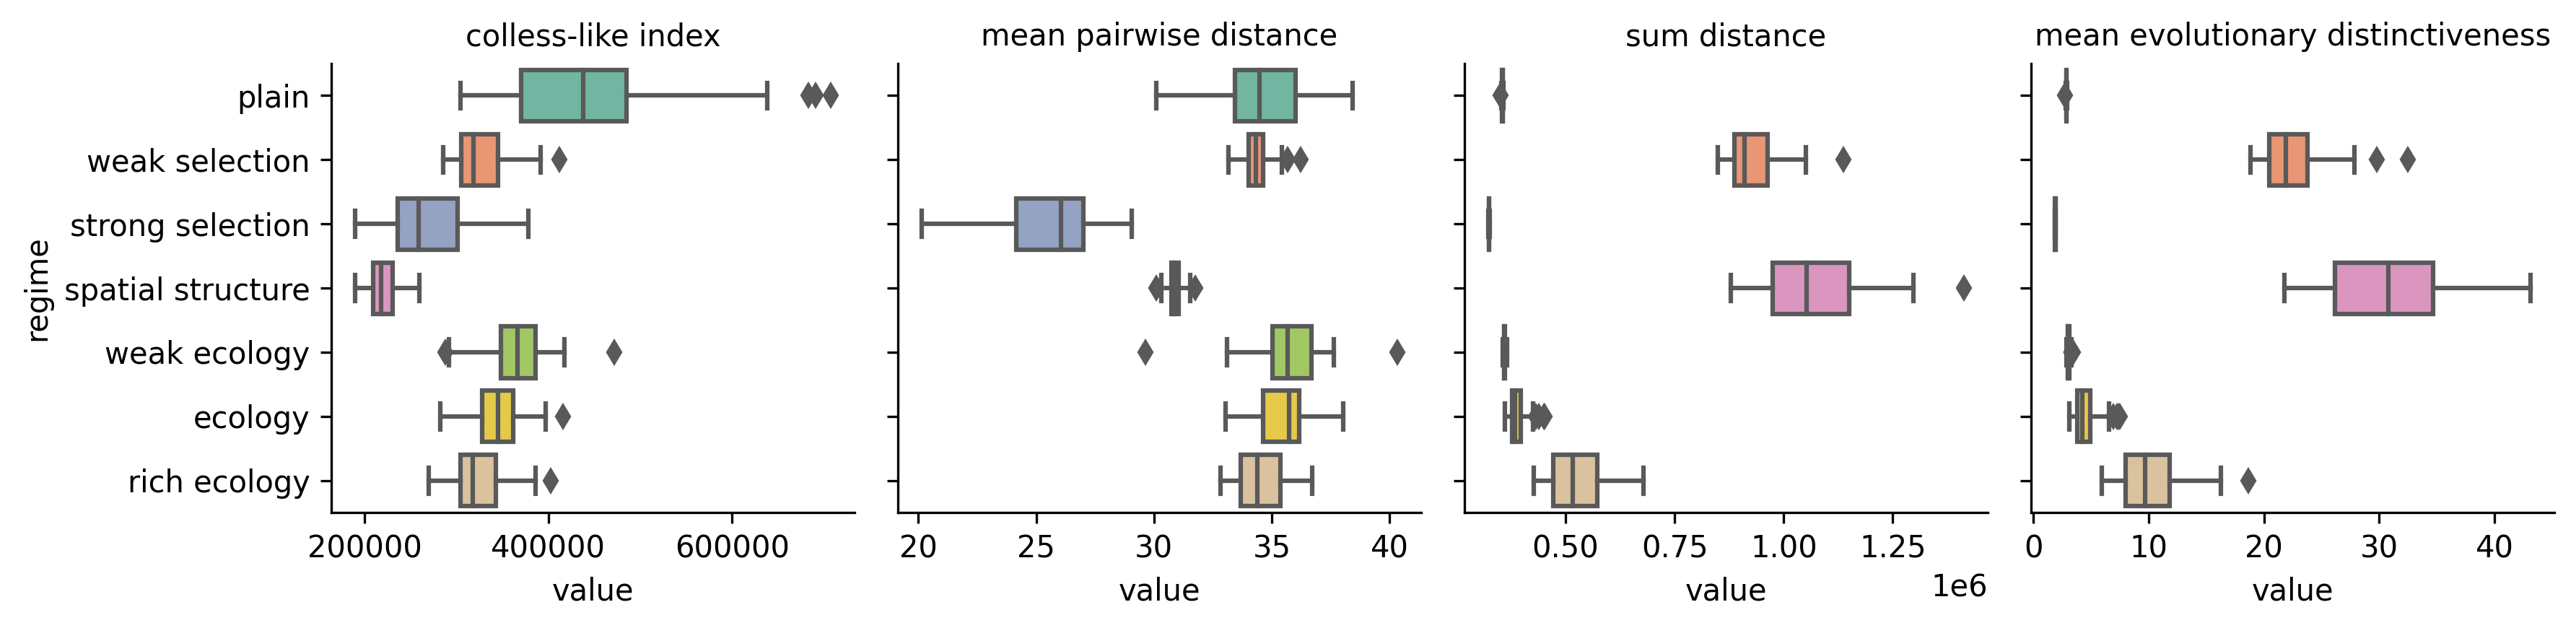 colless-like index
mean pairwise distance
sum distance
mean evolutionary distinctiveness
regime
plain
weak selection
strong selection
spatial structure
weak ecology
ecology
rich ecology
200000 400000 600000
20 25 30 35 40
0.50 0.75 1.00 1.25
0 10 20 30 40
1e6
value
value
value
value